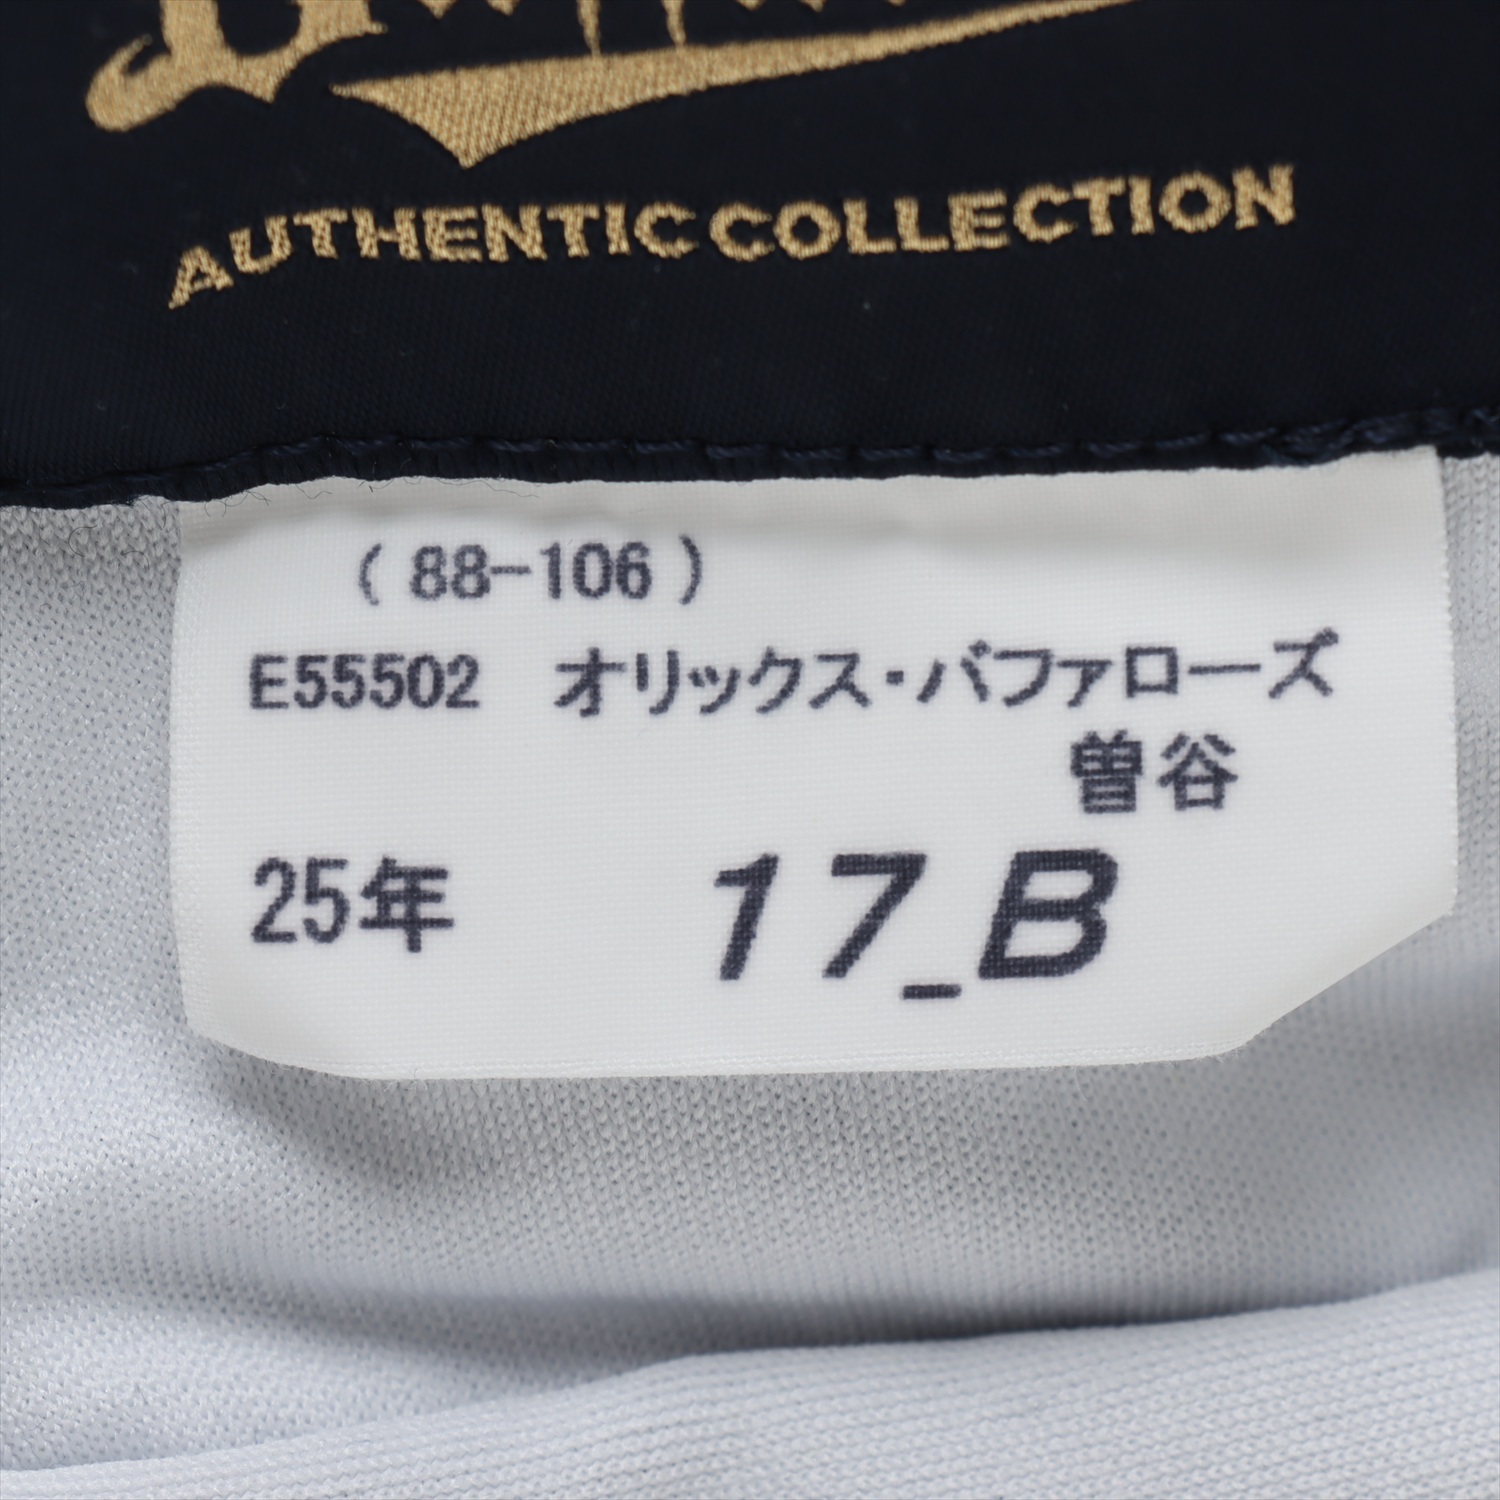 AUTHENTIC COLLECTION
( 88-106 )
E55502 オリックス・バファローズ
曽谷
25年 17_B